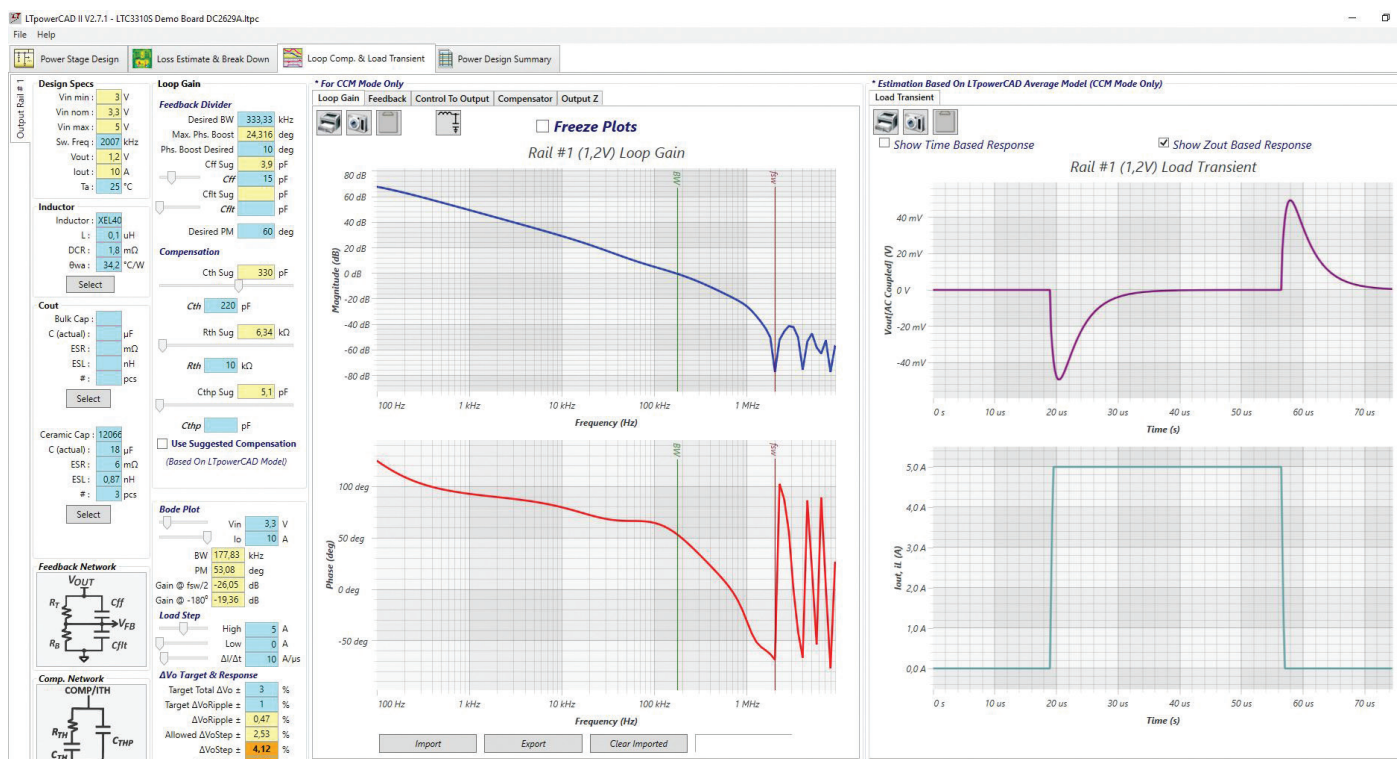 LTpowerCAD II V2.7.1 - LTC3310S Demo Board DC2629A.ltpc
File Help
Power Stage Design
Loss Estimate & Break Down
Loop Comp. & Load Transient
Power Design Summary
Output Rail # 1
Design Specs
Vin min : 3 V
Vin nom : 3,3 V
Vin max : 5 V
Sw. Freq : 2007 kHz
Vout : 1,2 V
Iout : 10 A
Ta : 25 °C
Inductor
Inductor : XEL40
L : 0,1 uH
DCR : 1,8 mΩ
θwa : 34,2 °C/W
Select
Cout
Bulk Cap :
C (actual) : µF
ESR : mΩ
ESL : nH
# : pcs
Select
Ceramic Cap : 12066
C (actual) : 18 µF
ESR : 6 mΩ
ESL : 0,87 nH
# : 3 pcs
Select
Feedback Network
VOUT
RT
Cff
VFB
RB
Cflt
Comp. Network
COMP/ITH
RTH
CTHP
CTH
Loop Gain
Feedback Divider
Desired BW 333,33 kHz
Max. Phs. Boost 24,316 deg
Phs. Boost Desired 10 deg
Cff Sug 3,9 pF
Cff 15 pF
Cflt Sug pF
Cflt pF
Desired PM 60 deg
Compensation
Cth Sug 330 pF
Cth 220 pF
Rth Sug 6,34 kΩ
Rth 10 kΩ
Cthp Sug 5,1 pF
Cthp pF
Use Suggested Compensation
(Based On LTpowerCAD Model)
Bode Plot
Vin 3,3 V
Io 10 A
BW 177,83 kHz
PM 53,08 deg
Gain @ fsw/2 -26,05 dB
Gain @ -180⁰ -19,36 dB
Load Step
High 5 A
Low 0 A
ΔI/Δt 10 A/µs
ΔVo Target & Response
Target Total ΔVo ± 3 %
Target ΔVoRipple ± 1 %
ΔVoRipple ± 0,47 %
Allowed ΔVoStep ± 2,53 %
ΔVoStep ± 4,12 %
* For CCM Mode Only
Loop Gain Feedback Control To Output Compensator Output Z
Freeze Plots
Rail #1 (1,2V) Loop Gain
BW
fsw
Magnitude (dB)
80 dB
60 dB
40 dB
20 dB
0 dB
-20 dB
-40 dB
-60 dB
-80 dB
100 Hz 1 kHz 10 kHz 100 kHz 1 MHz
Frequency (Hz)
BW
fsw
Phase (deg)
100 deg
50 deg
0 deg
-50 deg
100 Hz 1 kHz 10 kHz 100 kHz 1 MHz
Frequency (Hz)
Import Export Clear Imported
* Estimation Based On LTpowerCAD Average Model (CCM Mode Only)
Load Transient
Show Time Based Response Show Zout Based Response
Rail #1 (1,2V) Load Transient
Vout[AC Coupled] (V)
40 mV
20 mV
0 V
-20 mV
-40 mV
0 s 10 us 20 us 30 us 40 us 50 us 60 us 70 us
Time (s)
Iout, iL (A)
5,0 A
4,0 A
3,0 A
2,0 A
1,0 A
0,0 A
0 s 10 us 20 us 30 us 40 us 50 us 60 us 70 us
Time (s)